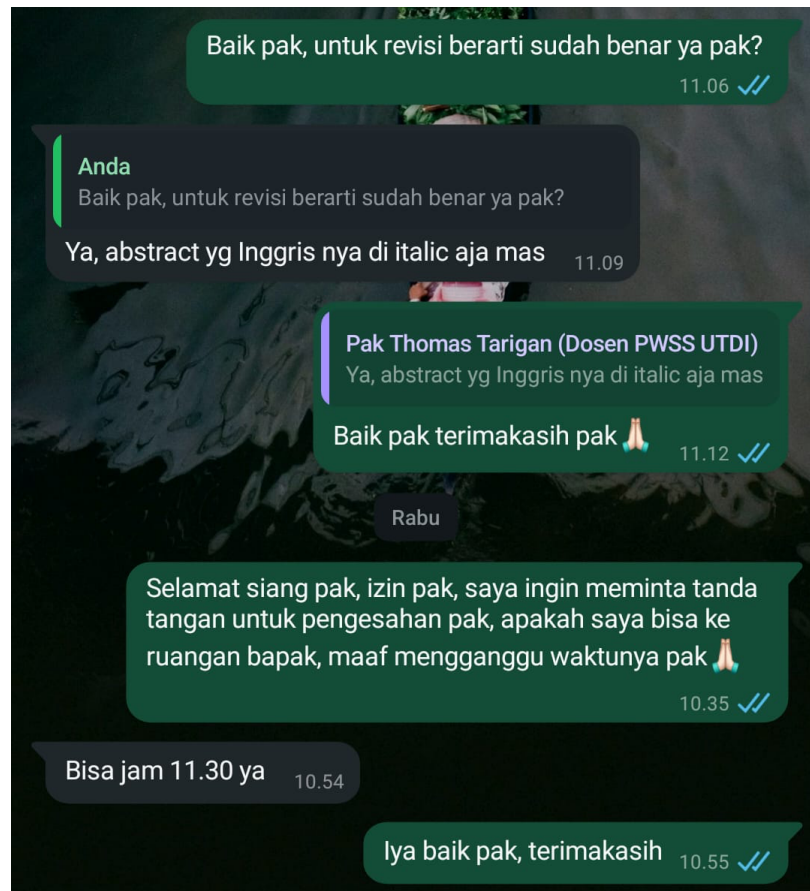 Baik pak, untuk revisi berarti sudah benar ya pak?
11.06
Anda
Baik pak, untuk revisi berarti sudah benar ya pak?
Ya, abstract yg Inggris nya di italic aja mas
11.09
Pak Thomas Tarigan (Dosen PWSS UTDI)
Ya, abstract yg Inggris nya di italic aja mas
Baik pak terimakasih pak🙏🏻
11.12
Rabu
Selamat siang pak, izin pak, saya ingin meminta tanda
tangan untuk pengesahan pak, apakah saya bisa ke
ruangan bapak, maaf mengganggu waktunya pak🙏🏻
10.35
Bisa jam 11.30 ya
10.54
Iya baik pak, terimakasih
10.55